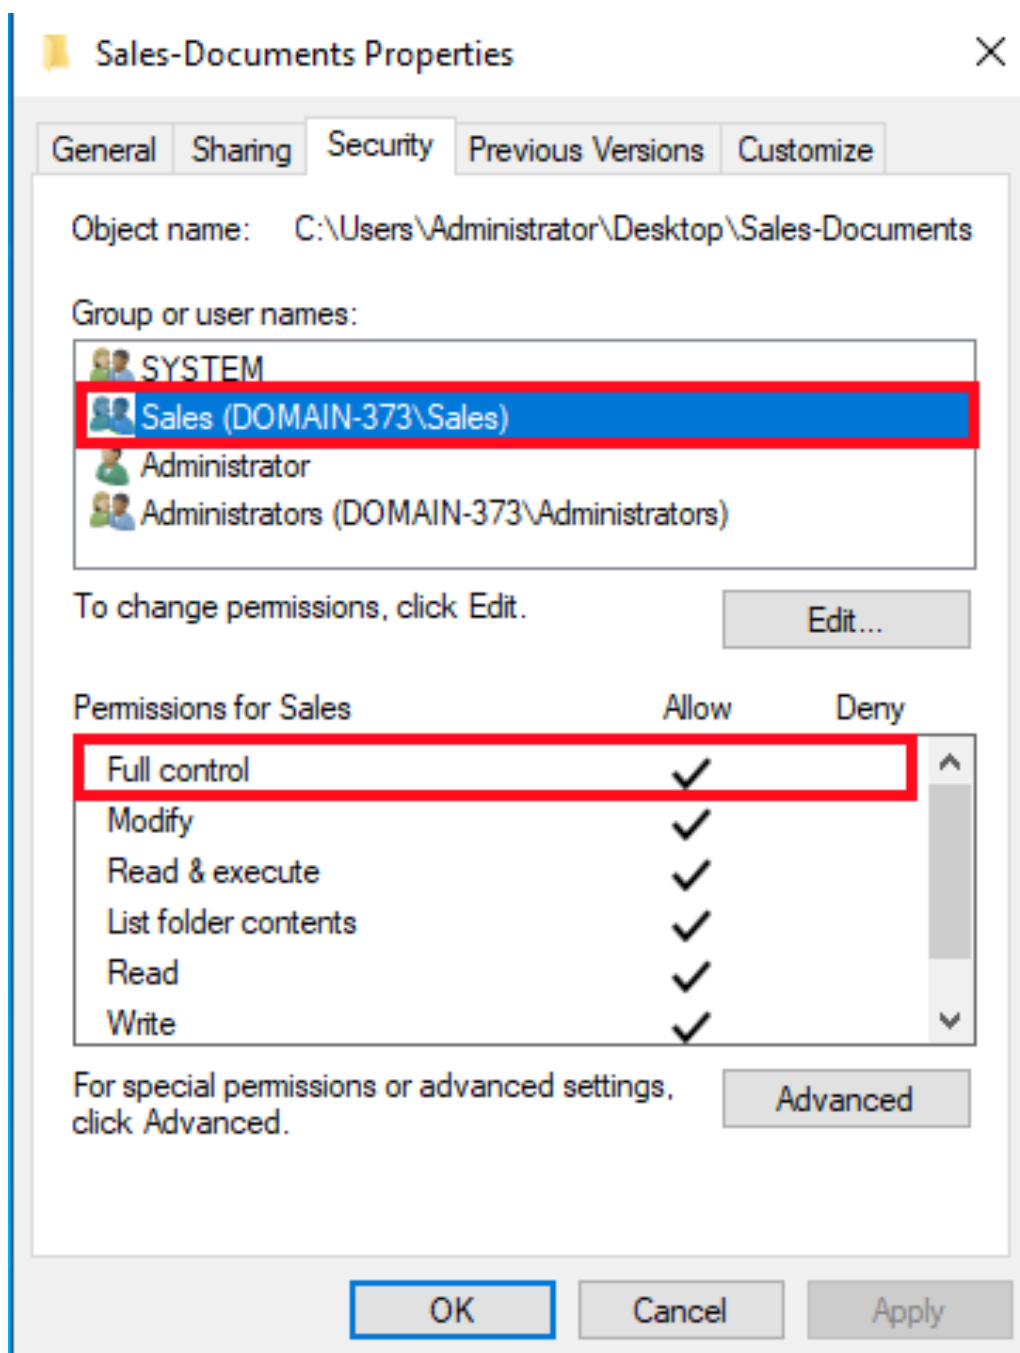 Sales-Documents Properties
General Sharing Security Previous Versions Customize
Object name: C:\Users\Administrator\Desktop\Sales-Documents
Group or user names:
SYSTEM
Sales (DOMAIN-373\Sales)
Administrator
Administrators (DOMAIN-373\Administrators)
To change permissions, click Edit. Edit...
Permissions for Sales Allow Deny
Full control
Modify
Read & execute
List folder contents
Read
Write
For special permissions or advanced settings, Advanced
click Advanced.
OK Cancel Apply